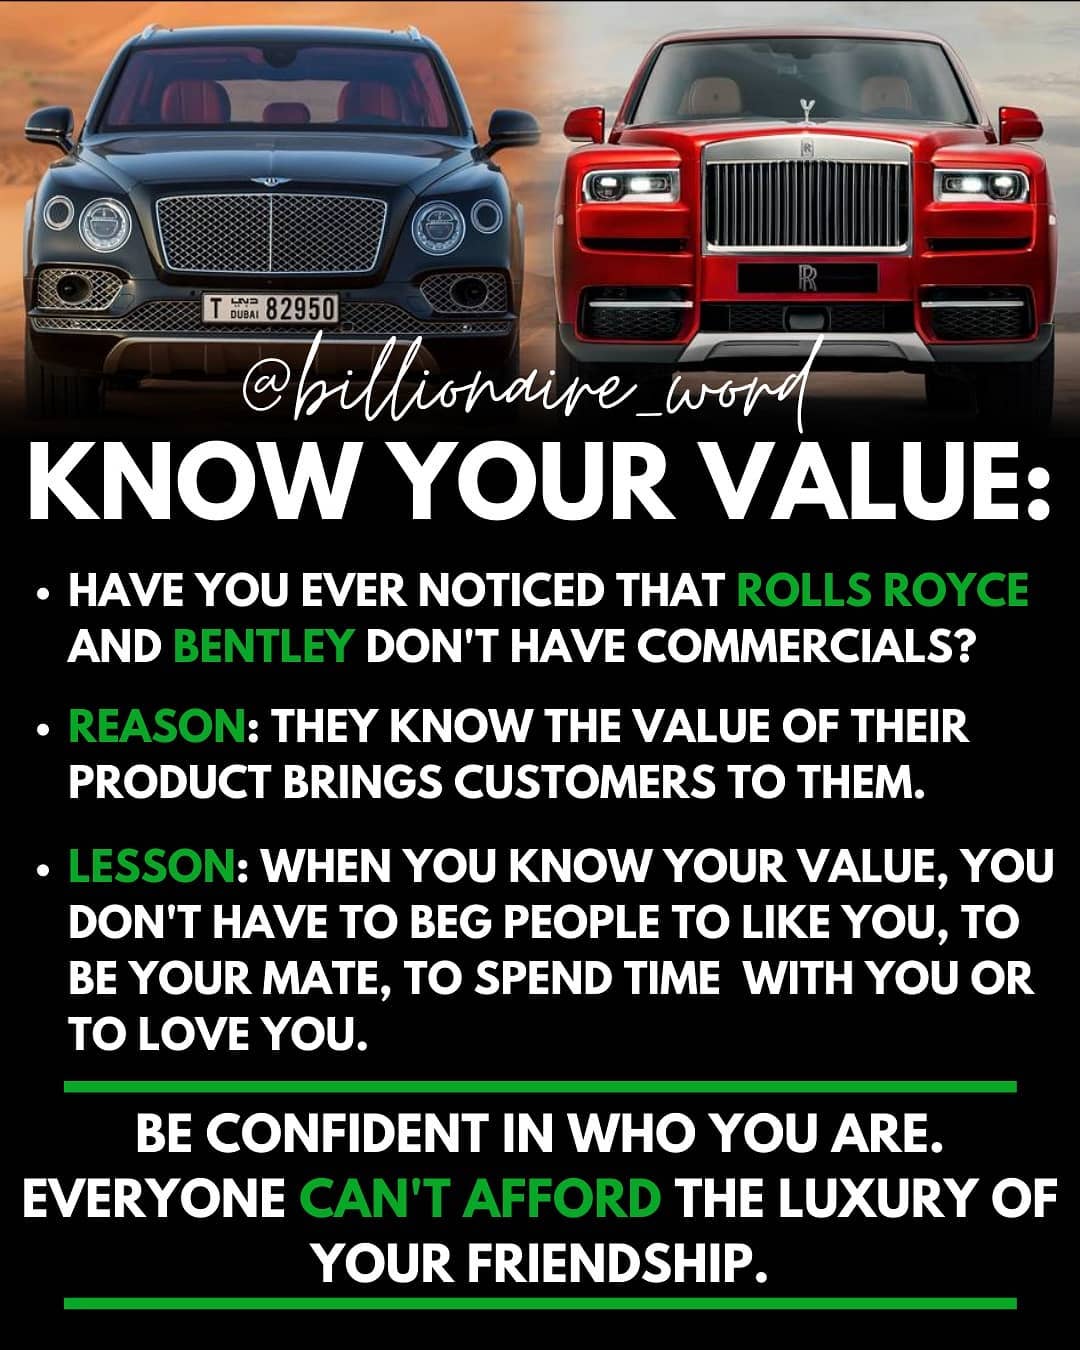 T DUBAI 82950
@billionaire_word
KNOW YOUR VALUE:
• HAVE YOU EVER NOTICED THAT ROLLS ROYCE
AND BENTLEY DON'T HAVE COMMERCIALS?
• REASON: THEY KNOW THE VALUE OF THEIR
PRODUCT BRINGS CUSTOMERS TO THEM.
• LESSON: WHEN YOU KNOW YOUR VALUE, YOU
DON'T HAVE TO BEG PEOPLE TO LIKE YOU, TO
BE YOUR MATE, TO SPEND TIME  WITH YOU OR
TO LOVE YOU.
BE CONFIDENT IN WHO YOU ARE.
EVERYONE CAN'T AFFORD THE LUXURY OF
YOUR FRIENDSHIP.